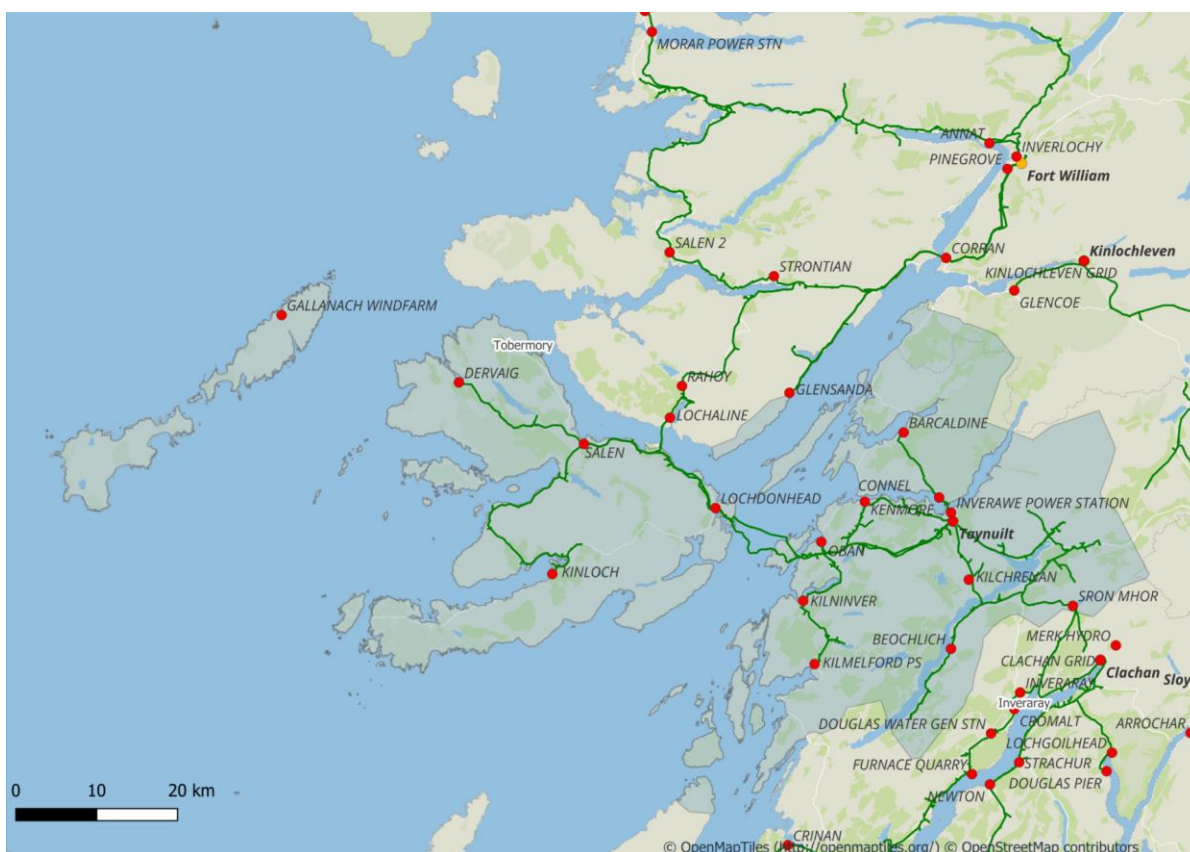 MORAR POWER STN
ANNAT
INVERLOCHY
PINEGROVE
Fort William
SALEN 2
CORRAN
Kinlochleven
STRONTIAN
KINLOCHLEVEN GRID
GLENCOE
GALLANACH WINDFARM
Tobermory
DERVAIG
RAHOY
GLENSANDA
LOCHALINE
BARCALDINE
SALEN
CONNEL
LOCHDONHEAD
INVERAWE POWER STATION
KENMORE
Taynuilt
OBAN
KINLOCH
KILCHRENAN
KILNINVER
SRON MHOR
BEOCHLICH
MERK HYDRO
KILMELFORD PS
CLACHAN GRID
Clachan
Sloy
INVERARAY
Inveraray
DOUGLAS WATER GEN STN
CROMALT
ARROCHAR
LOCHGOILHEAD
FURNACE QUARRY
STRACHUR
DOUGLAS PIER
NEWTON
0 10 20 km
CRINAN
© OpenMapTiles (http://openmaptiles.org/) © OpenStreetMap contributors